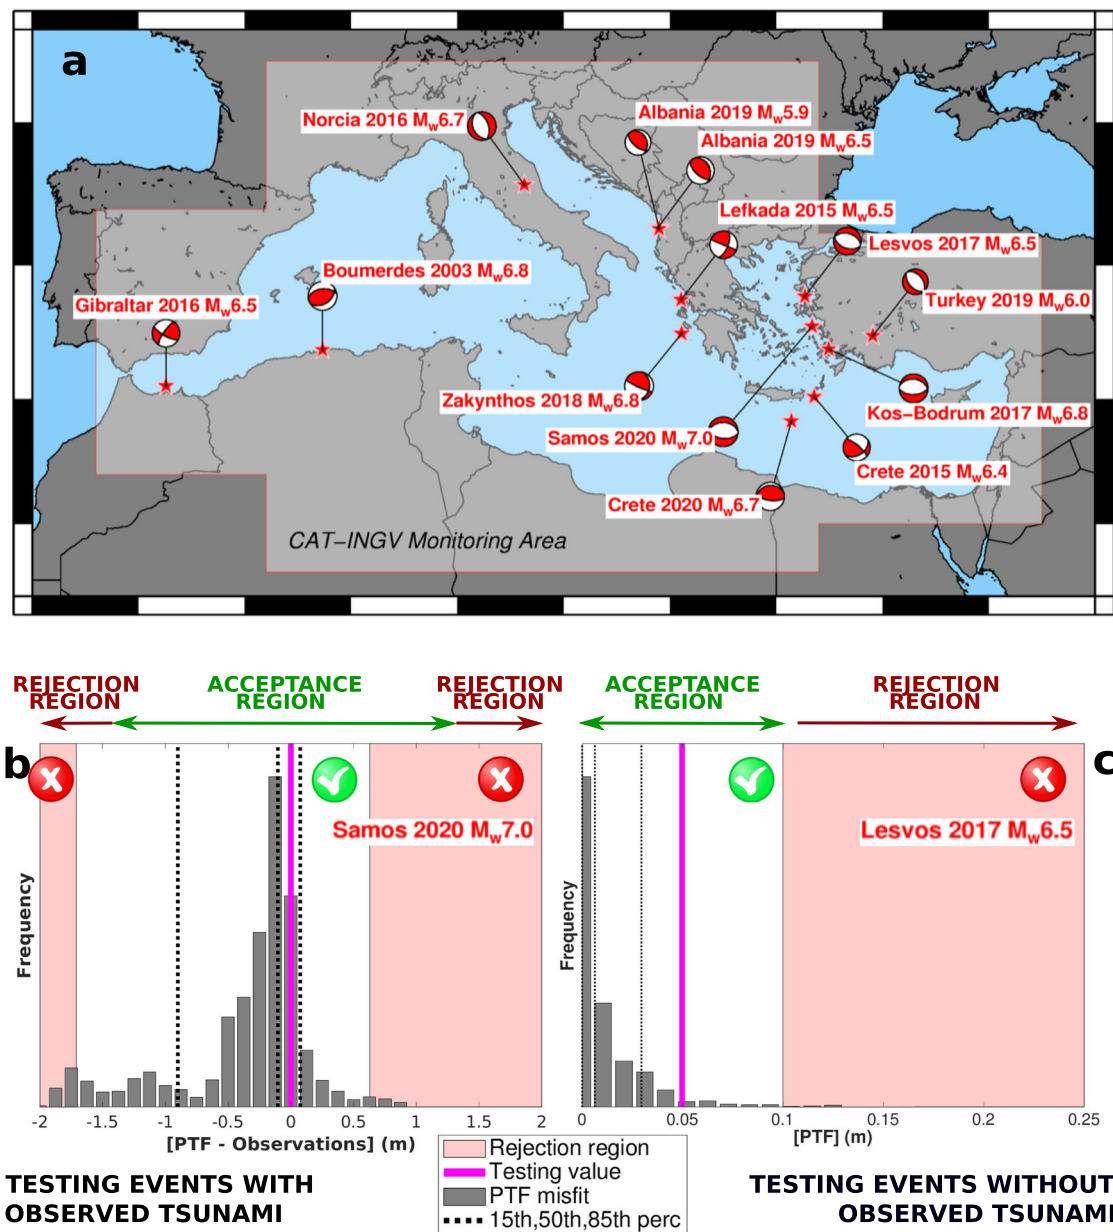 a
Norcia 2016 Mw6.7
Albania 2019 Mw5.9
Albania 2019 Mw6.5
Lefkada 2015 Mw6.5
Lesvos 2017 Mw6.5
Boumerdes 2003 Mw6.8
Gibraltar 2016 Mw6.5
Turkey 2019 Mw6.0
Zakynthos 2018 Mw6.8
Kos-Bodrum 2017 Mw6.8
Samos 2020 Mw7.0
Crete 2015 Mw6.4
Crete 2020 Mw6.7
CAT-INGV Monitoring Area
REJECTION
REGION
ACCEPTANCE
REGION
REJECTION
REGION
b
Samos 2020 Mw7.0
Frequency
-2 -1.5 -1 -0.5 0 0.5 1 1.5 2
[PTF - Observations] (m)
TESTING EVENTS WITH
OBSERVED TSUNAMI
ACCEPTANCE
REGION
REJECTION
REGION
c
Lesvos 2017 Mw6.5
Frequency
0 0.05 0.1 0.15 0.2 0.25
[PTF] (m)
Rejection region
Testing value
PTF misfit
15th,50th,85th perc
TESTING EVENTS WITHOUT
OBSERVED TSUNAMI